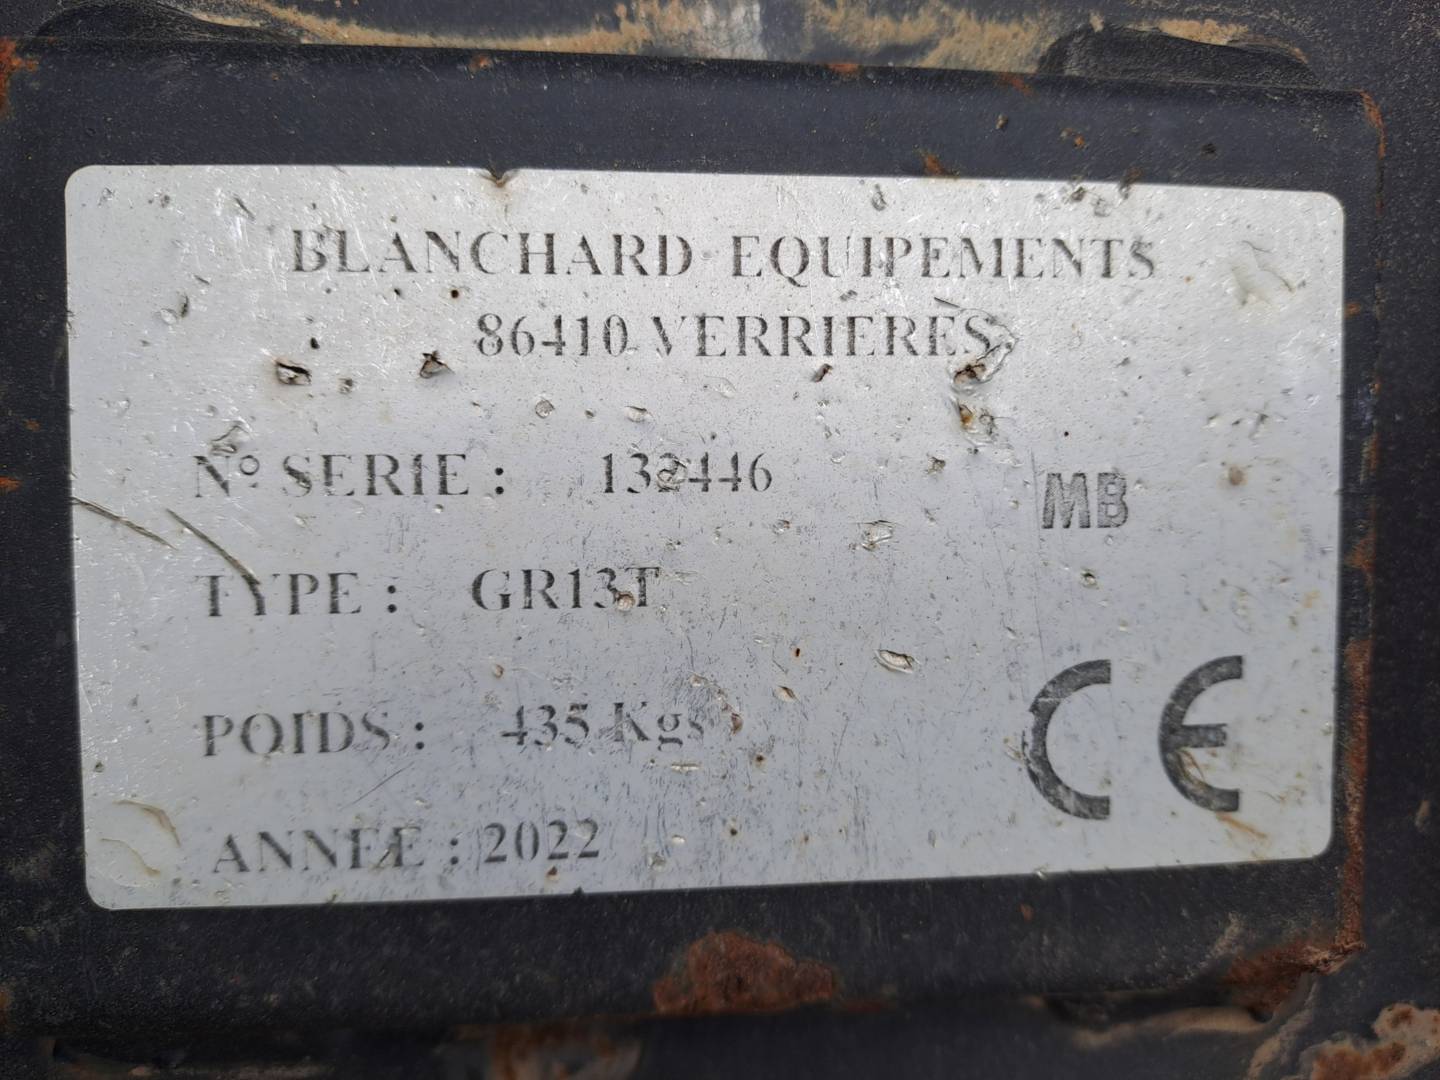 BLANCHARD EQUIPEMENTS
86410 VERRIERES
N° SERIE : 132446
MB
TYPE : GR13T
POIDS : 435 Kgs
CE
ANNEE : 2022